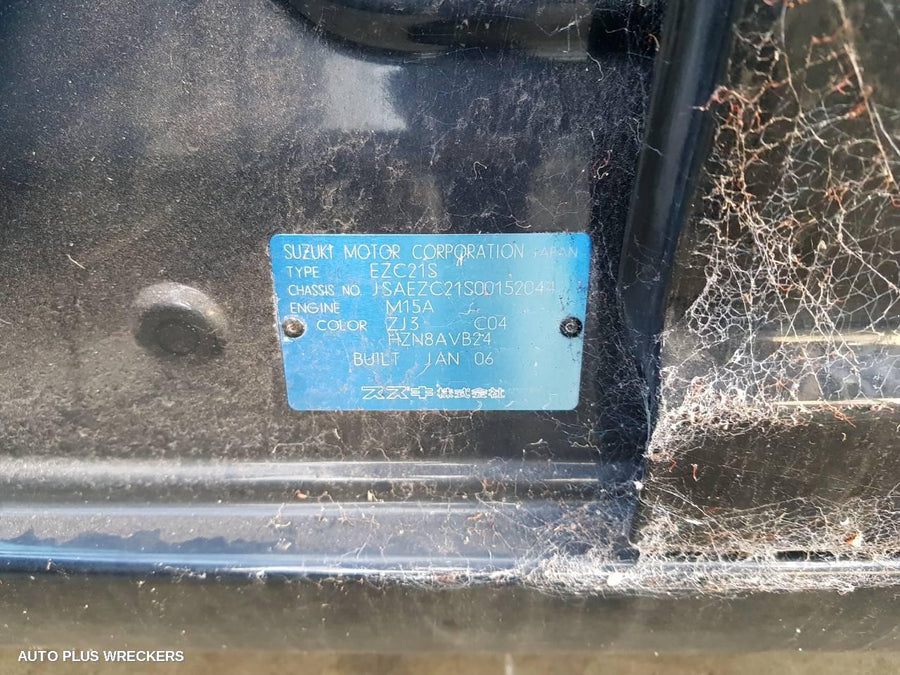 SUZUKI MOTOR CORPORATION JAPAN
TYPE EZC21S
CHASSIS NO. JSAEZC21S00152044
ENGINE M15A
COLOR ZJ3 C04
HZN8AVB24
BUILT JAN 06
スズキ株式会社
AUTO PLUS WRECKERS